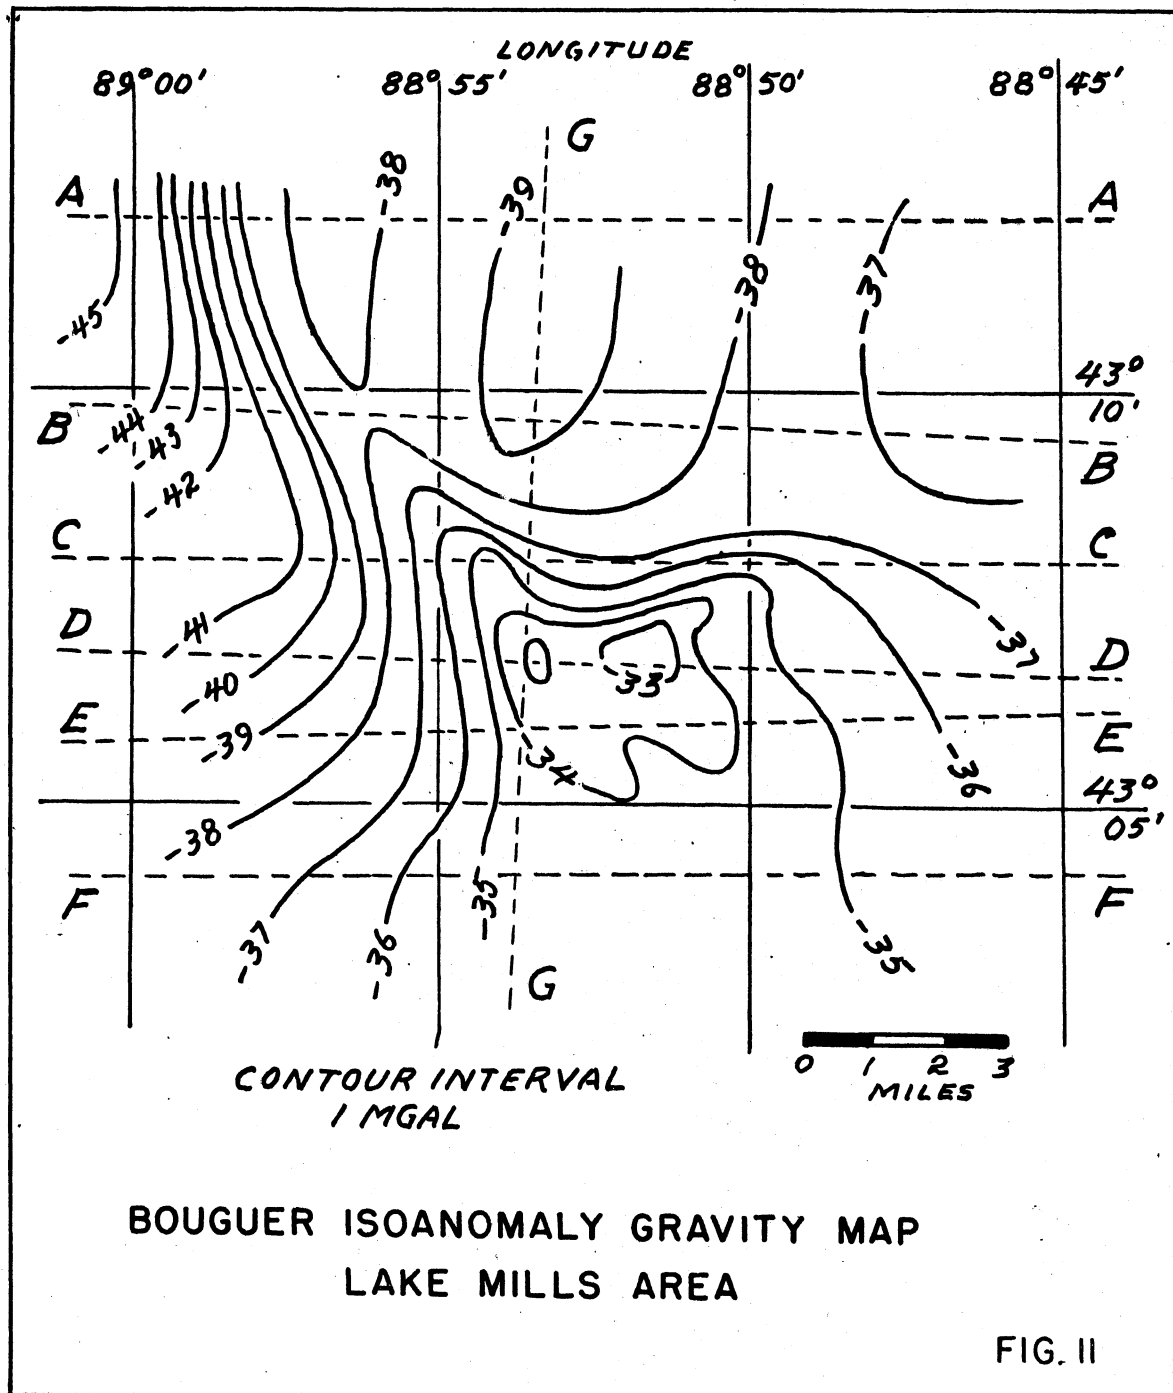 LONGITUDE
89°00' 88°55' 88°50' 88°45'
G
-38
-39
A A
-38
-37
-45
43°
10'
B
-44
-43
B
-42
C C
-41
D
-37
D
-40
-33
E
-39
E
-34
-36
43°
05'
-38
F
-35
F
-37
-36
-35
G
0 1 2 3
MILES
CONTOUR INTERVAL
1 MGAL
BOUGUER ISOANOMALY GRAVITY MAP
LAKE MILLS AREA
FIG. 11